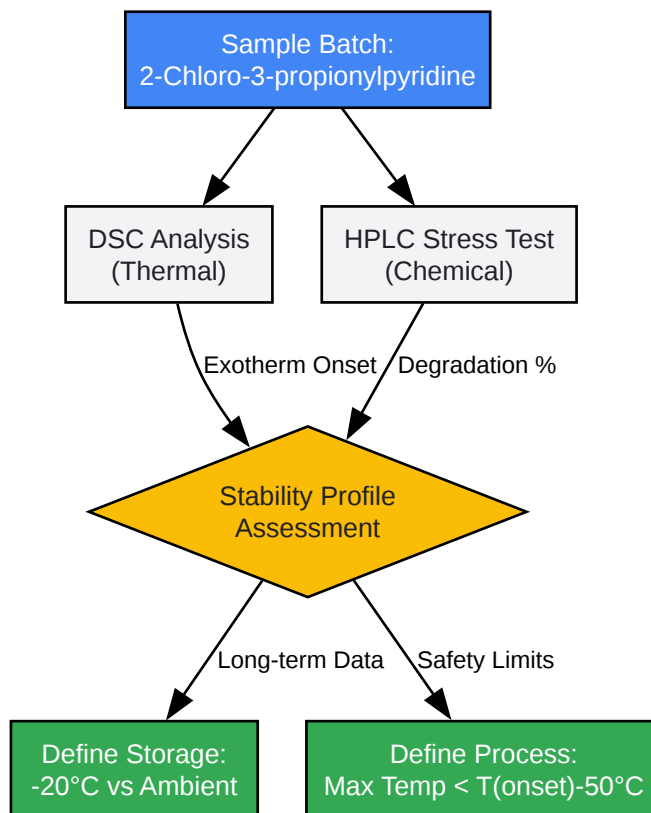 Sample Batch:
2-Chloro-3-propionylpyridine
DSC Analysis
(Thermal)
HPLC Stress Test
(Chemical)
Exotherm Onset
Degradation %
Stability Profile
Assessment
Long-term Data
Safety Limits
Define Storage:
-20°C vs Ambient
Define Process:
Max Temp < T(onset)-50°C